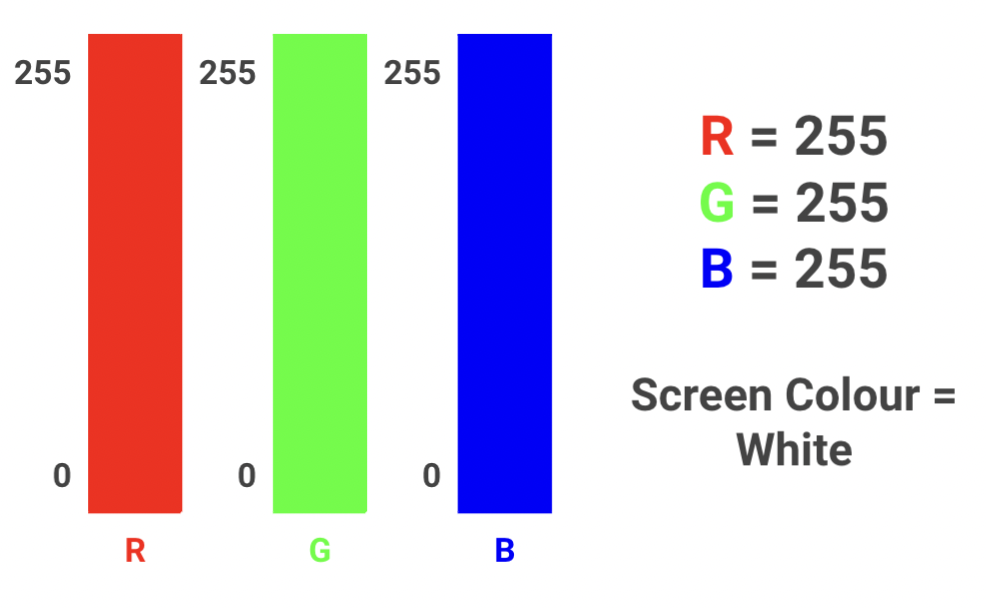 255 255 255
R = 255
G = 255
B = 255
Screen Colour =
White
0 0 0
R G B